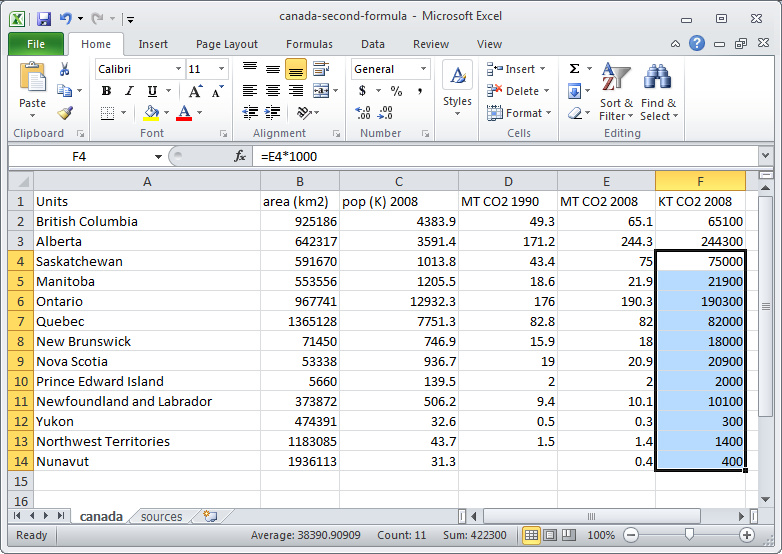 canada-second-formula - Microsoft Excel
File Home Insert Page Layout Formulas Data Review View
Paste
Clipboard
Calibri 11
B I U A A
A
Font
General
$ % ,
.00 .0
Number
A
Styles
Insert
Delete
Format
Cells
Σ
Sort & Filter
Find & Select
Editing
F4 fx =E4*1000
A B C D E F
1 Units area (km2) pop (K) 2008 MT CO2 1990 MT CO2 2008 KT CO2 2008
2 British Columbia 925186 4383.9 49.3 65.1 65100
3 Alberta 642317 3591.4 171.2 244.3 244300
4 Saskatchewan 591670 1013.8 43.4 75 75000
5 Manitoba 553556 1205.5 18.6 21.9 21900
6 Ontario 967741 12932.3 176 190.3 190300
7 Quebec 1365128 7751.3 82.8 82 82000
8 New Brunswick 71450 746.9 15.9 18 18000
9 Nova Scotia 53338 936.7 19 20.9 20900
10 Prince Edward Island 5660 139.5 2 2 2000
11 Newfoundland and Labrador 373872 506.2 9.4 10.1 10100
12 Yukon 474391 32.6 0.5 0.3 300
13 Northwest Territories 1183085 43.7 1.5 1.4 1400
14 Nunavut 1936113 31.3 0.4 400
15
16
canada sources
Ready Average: 38390.90909 Count: 11 Sum: 422300 100%